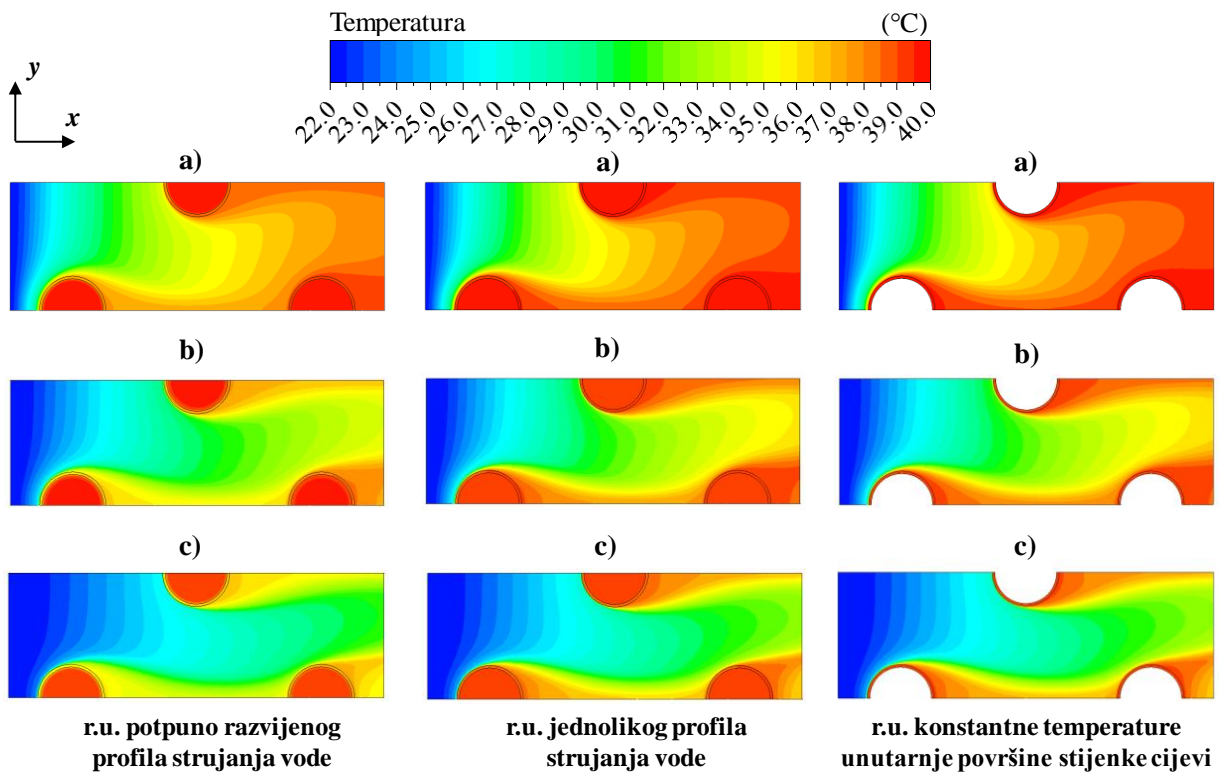 Temperatura (°C)
22.0 23.0 24.0 25.0 26.0 27.0 28.0 29.0 30.0 31.0 32.0 33.0 34.0 35.0 36.0 37.0 38.0 39.0 40.0
y
x
a) a) a)
b) b) b)
c) c) c)
r.u. potpuno razvijenog
profila strujanja vode
r.u. jednolikog profila
strujanja vode
r.u. konstantne temperature
unutarnje površine stijenke cijevi